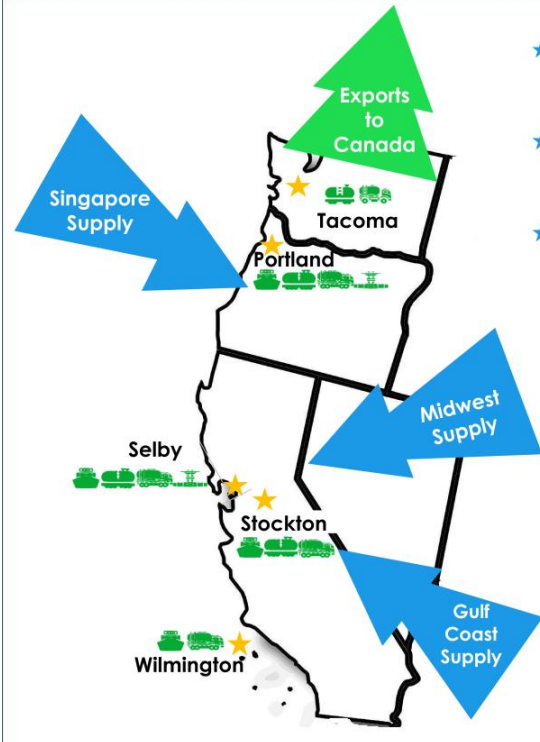 Exports
to
Canada
Singapore
Supply
Tacoma
Portland
Midwest
Supply
Selby
Stockton
Gulf
Coast
Supply
Wilmington